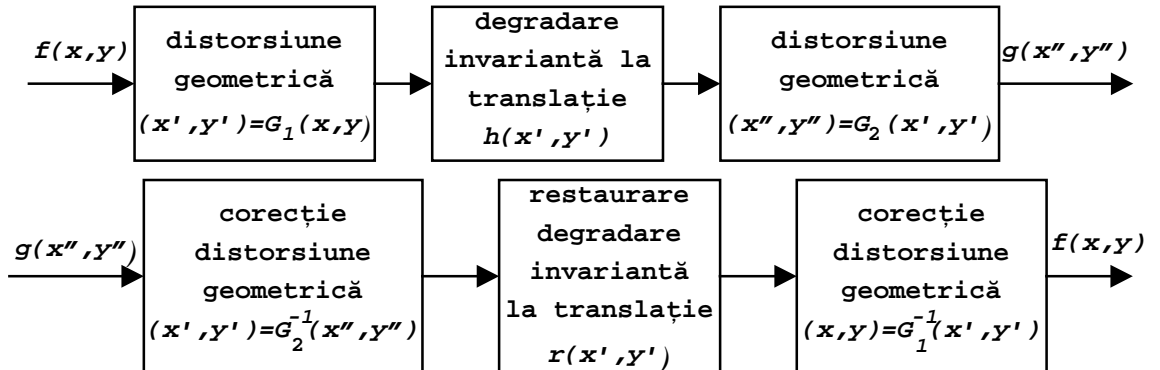 f(x,y)
distorsiune
geometrică
(x',y')=G1(x,y)
degradare
invariantă la
translație
h(x',y')
distorsiune
geometrică
(x″,y″)=G2(x',y')
g(x″,y″)
g(x″,y″)
corecție
distorsiune
geometrică
(x',y')=G2^-1(x″,y″)
restaurare
degradare
invariantă
la translație
r(x',y')
corecție
distorsiune
geometrică
(x,y)=G1^-1(x',y')
f(x,y)